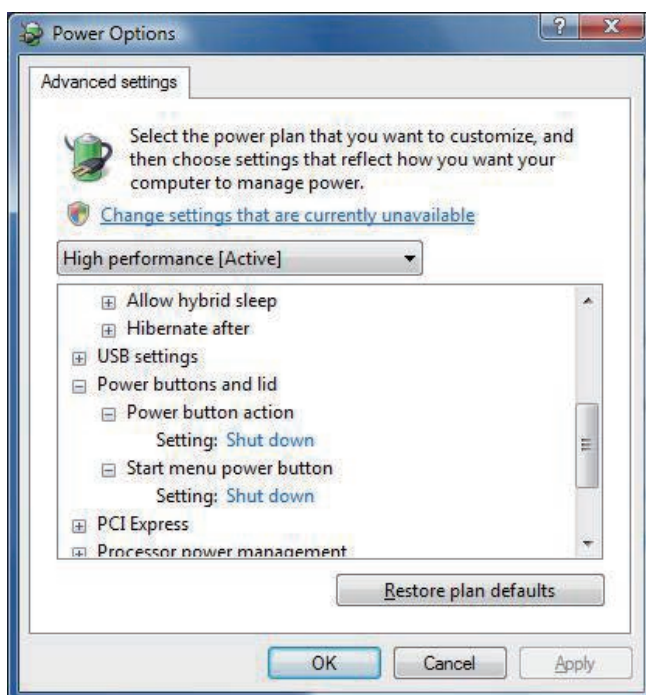 Power Options
Advanced settings
Select the power plan that you want to customize, and
then choose settings that reflect how you want your
computer to manage power.
Change settings that are currently unavailable
High performance [Active]
Allow hybrid sleep
Hibernate after
USB settings
Power buttons and lid
Power button action
Setting: Shut down
Start menu power button
Setting: Shut down
PCI Express
Processor power management
Restore plan defaults
OK Cancel Apply